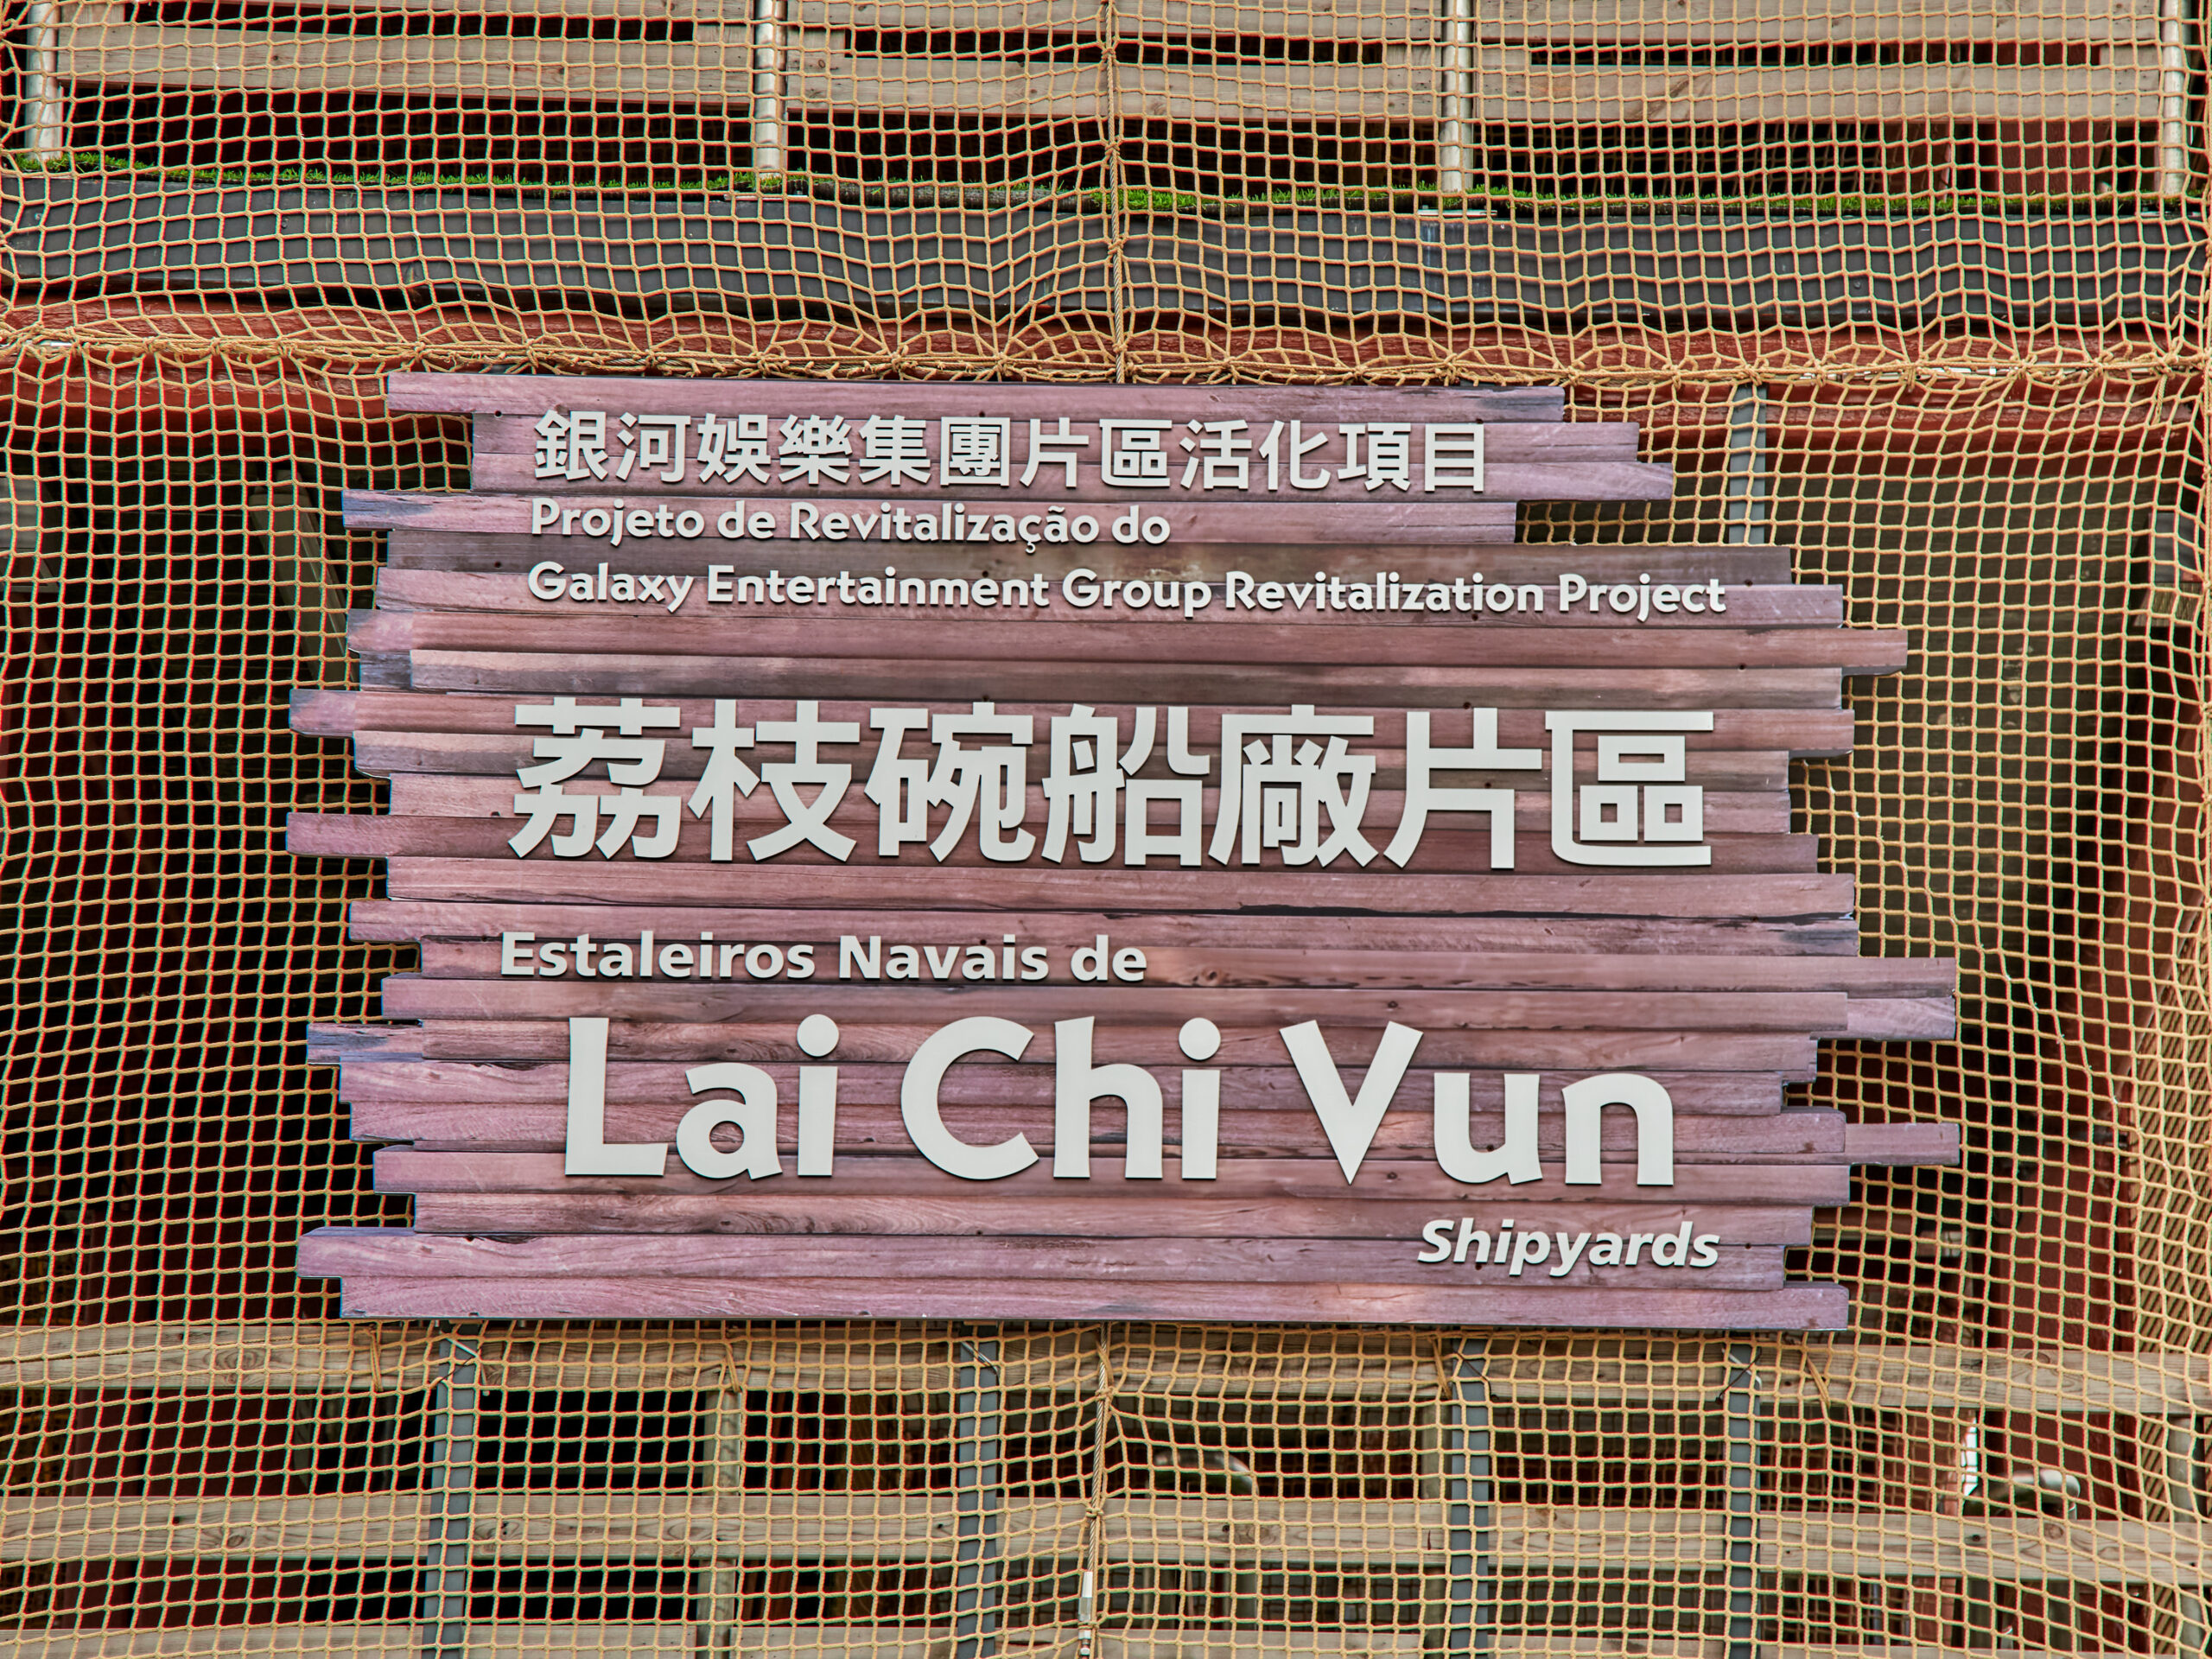 銀河娛樂集團片區活化項目
Projeto de Revitalização do
Galaxy Entertainment Group Revitalization Project
荔枝碗船廠片區
Estaleiros Navais de
Lai Chi Vun
Shipyards